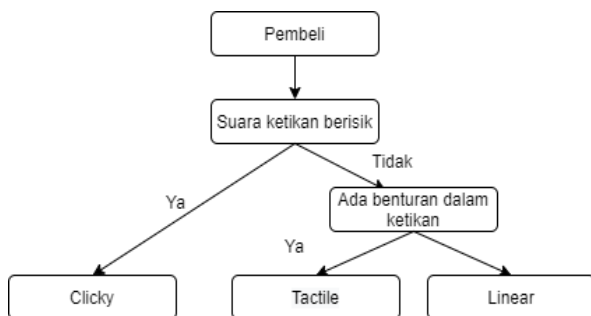 Pembeli
Suara ketikan berisik
Tidak
Ya
Ada benturan dalam
ketikan
Ya
Clicky
Tactile
Linear